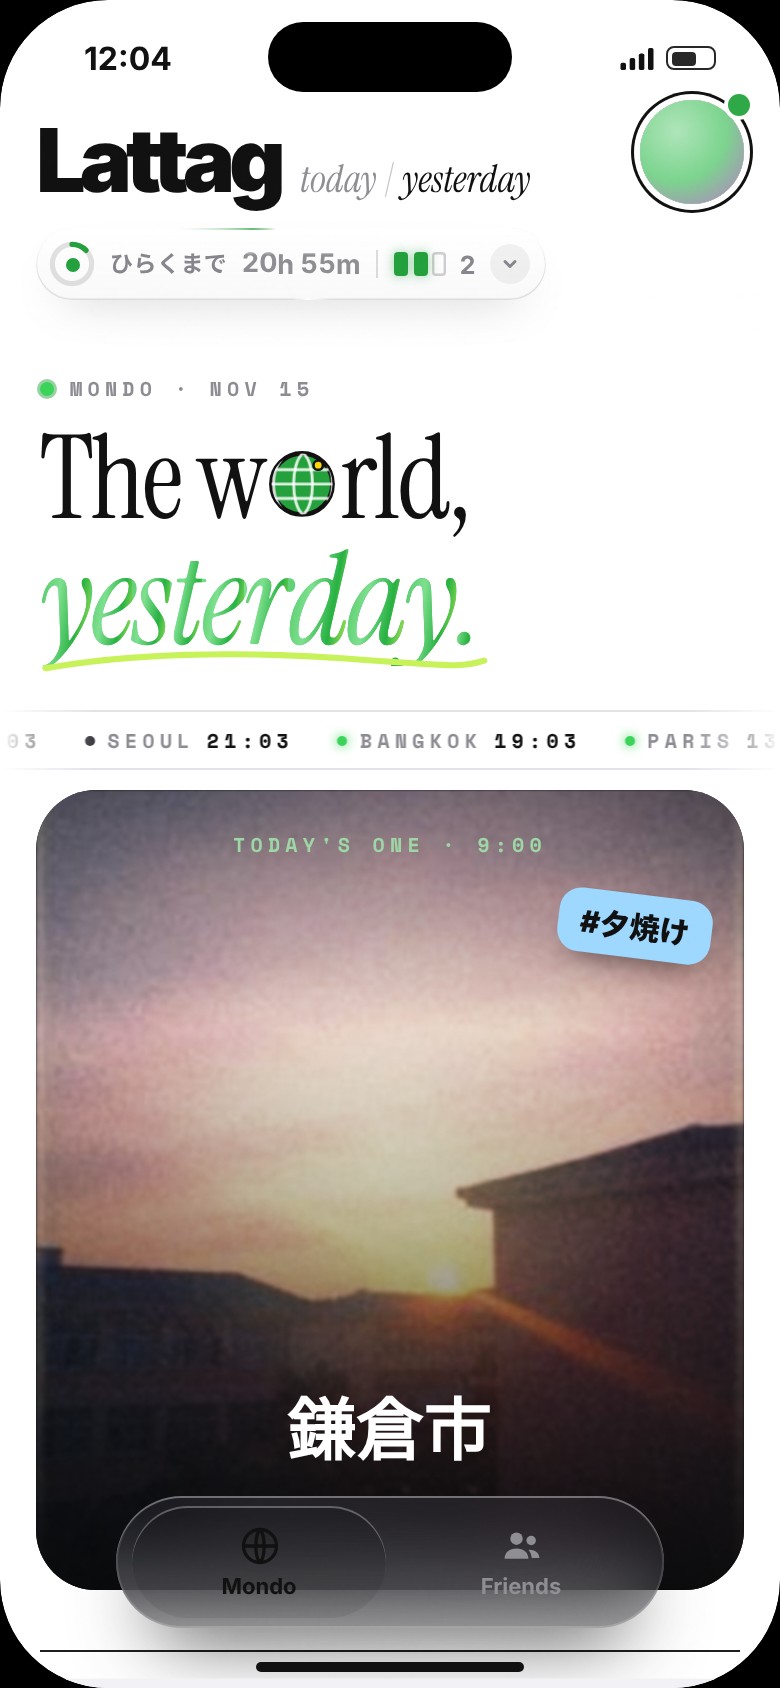 12:04
Lattag today / yesterday
ひらくまで 20h 55m 2
MONDO · NOV 15
The world,
yesterday.
03 SEOUL 21:03 BANGKOK 19:03 PARIS 13
TODAY'S ONE · 9:00
#夕焼け
鎌倉市
Mondo Friends